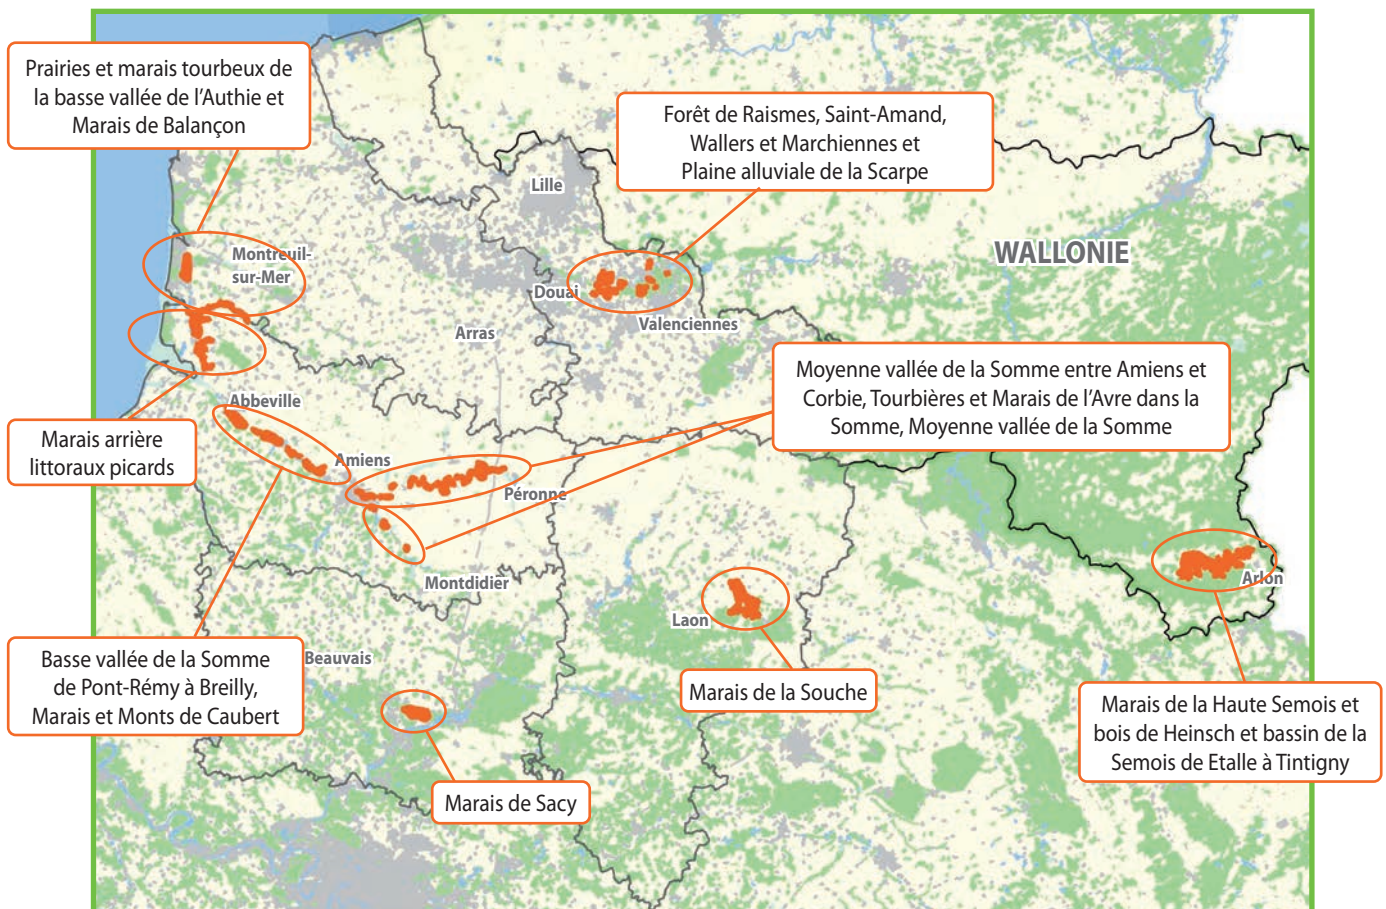 Prairies et marais tourbeux de
la basse vallée de l'Authie et
Marais de Balançon
Forêt de Raismes, Saint-Amand,
Wallers et Marchiennes et
Plaine alluviale de la Scarpe
Lille
Montreuil-
sur-Mer
WALLONIE
Douai
Valenciennes
Arras
Moyenne vallée de la Somme entre Amiens et
Corbie, Tourbières et Marais de l'Avre dans la
Somme, Moyenne vallée de la Somme
Abbeville
Marais arrière
littoraux picards
Amiens
Péronne
Montdidier
Arlon
Laon
Basse vallée de la Somme
de Pont-Rémy à Breilly,
Marais et Monts de Caubert
Beauvais
Marais de la Souche
Marais de la Haute Semois et
bois de Heinsch et bassin de la
Semois de Etalle à Tintigny
Marais de Sacy